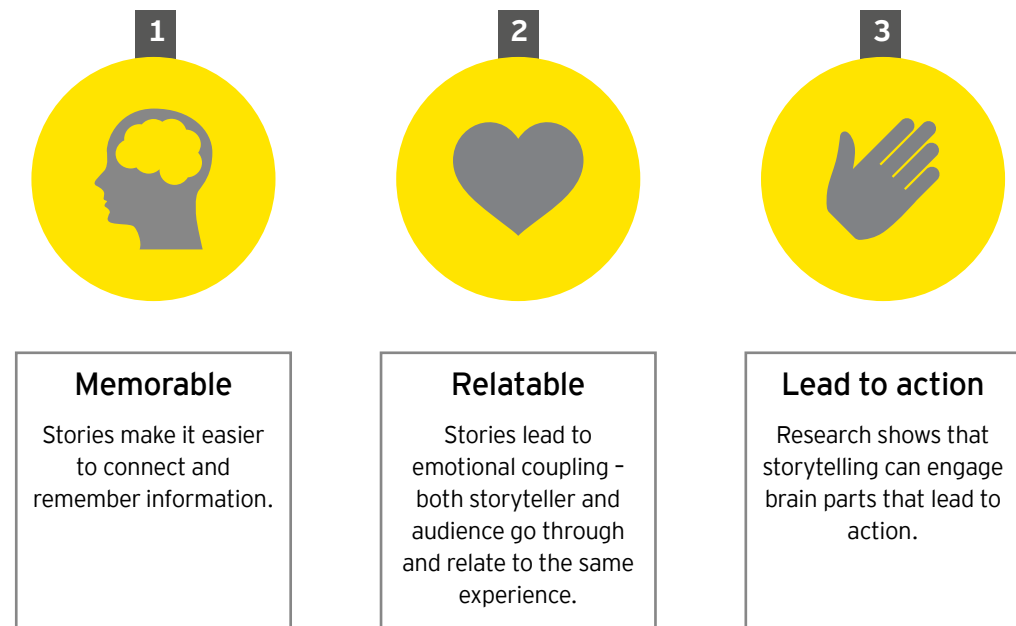 1
2
3
Memorable
Stories make it easier
to connect and
remember information.
Relatable
Stories lead to
emotional coupling –
both storyteller and
audience go through
and relate to the same
experience.
Lead to action
Research shows that
storytelling can engage
brain parts that lead to
action.